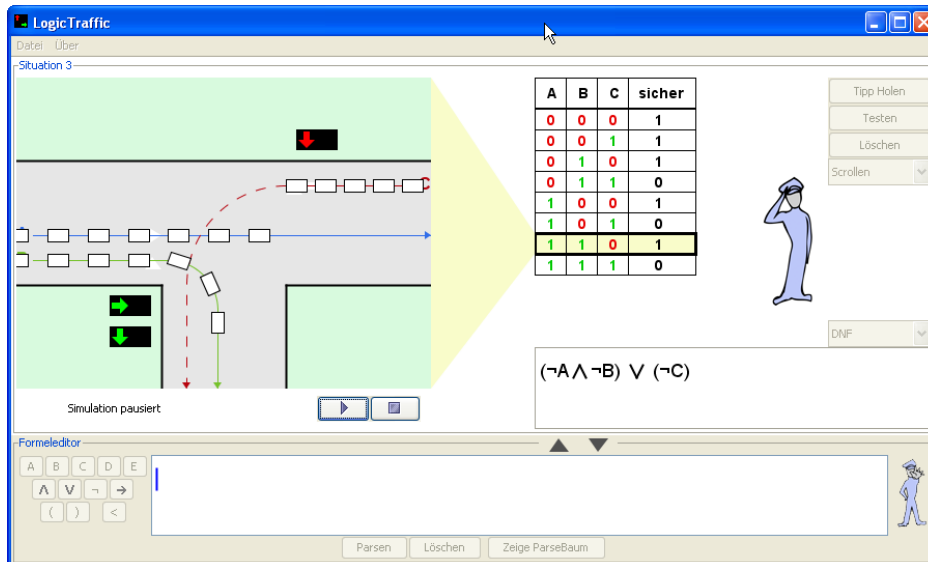 LogicTraffic
Datei Über
Situation 3
A B C sicher
0 0 0 1
0 0 1 1
0 1 0 1
0 1 1 0
1 0 0 1
1 0 1 0
1 1 0 1
1 1 1 0
Tipp Holen
Testen
Löschen
Scrollen
C
DNF
(¬A∧¬B) ∨ (¬C)
Simulation pausiert
Formeleditor
A B C D E
∧ ∨ ¬ →
( ) <
Parsen Löschen Zeige ParseBaum